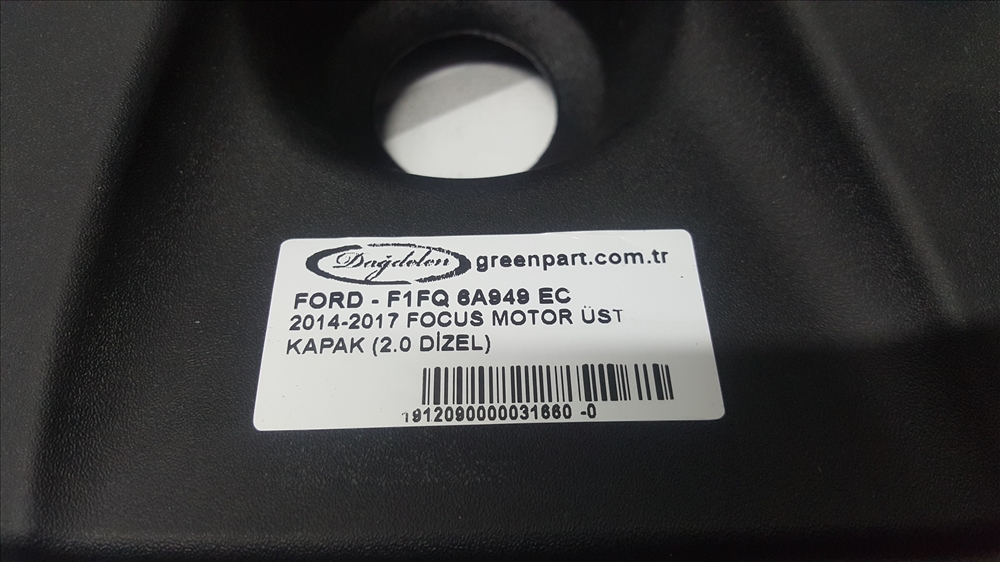 Dağdelen greenpart.com.tr
FORD - F1FQ 6A949 EC
2014-2017 FOCUS MOTOR ÜST
KAPAK (2.0 DİZEL)
1912090000031660 -0